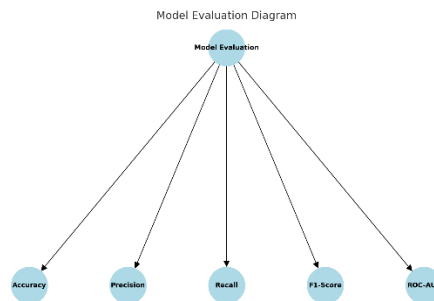 Model Evaluation Diagram
Model Evaluation
Accuracy
Precision
Recall
F1-Score
ROC-AU